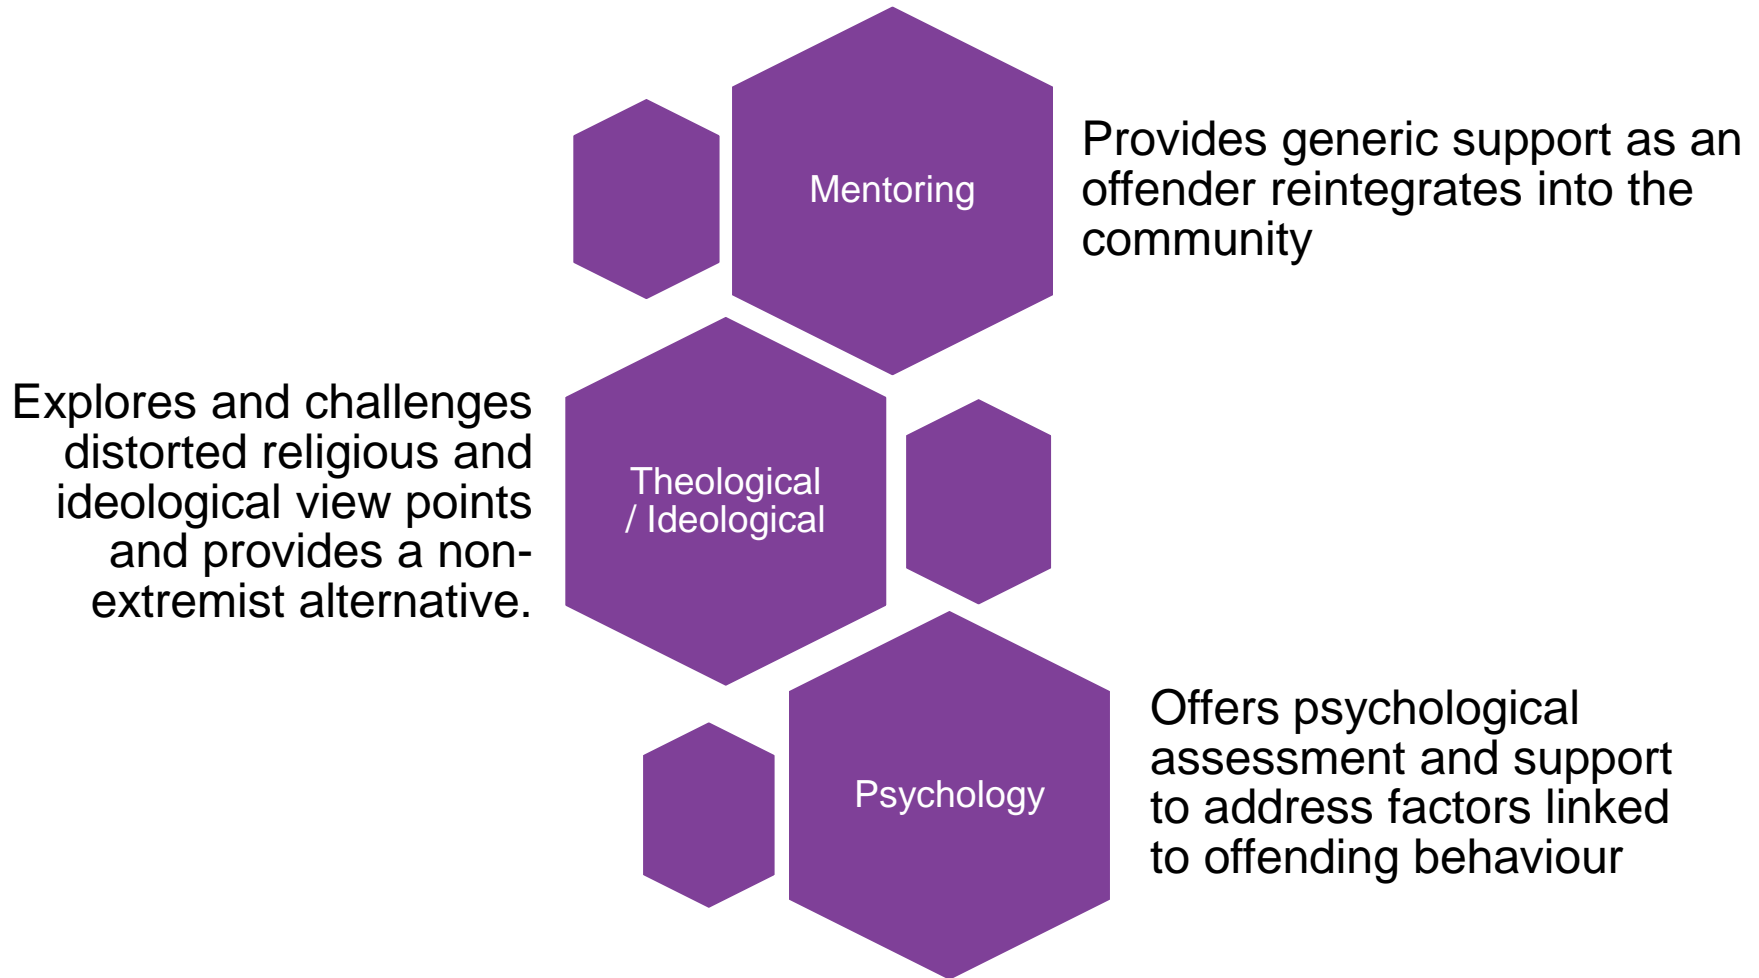 Mentoring
Provides generic support as an
offender reintegrates into the
community
Explores and challenges
distorted religious and
ideological view points
and provides a non-
extremist alternative.
Theological
/ Ideological
Psychology
Offers psychological
assessment and support
to address factors linked
to offending behaviour